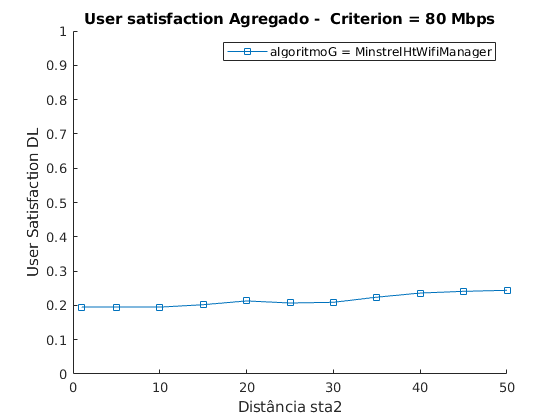 User satisfaction Agregado -  Criterion = 80 Mbps
algoritmoG = MinstrelHtWifiManager
User Satisfaction DL
1
0.9
0.8
0.7
0.6
0.5
0.4
0.3
0.2
0.1
0
0 10 20 30 40 50
Distância sta2